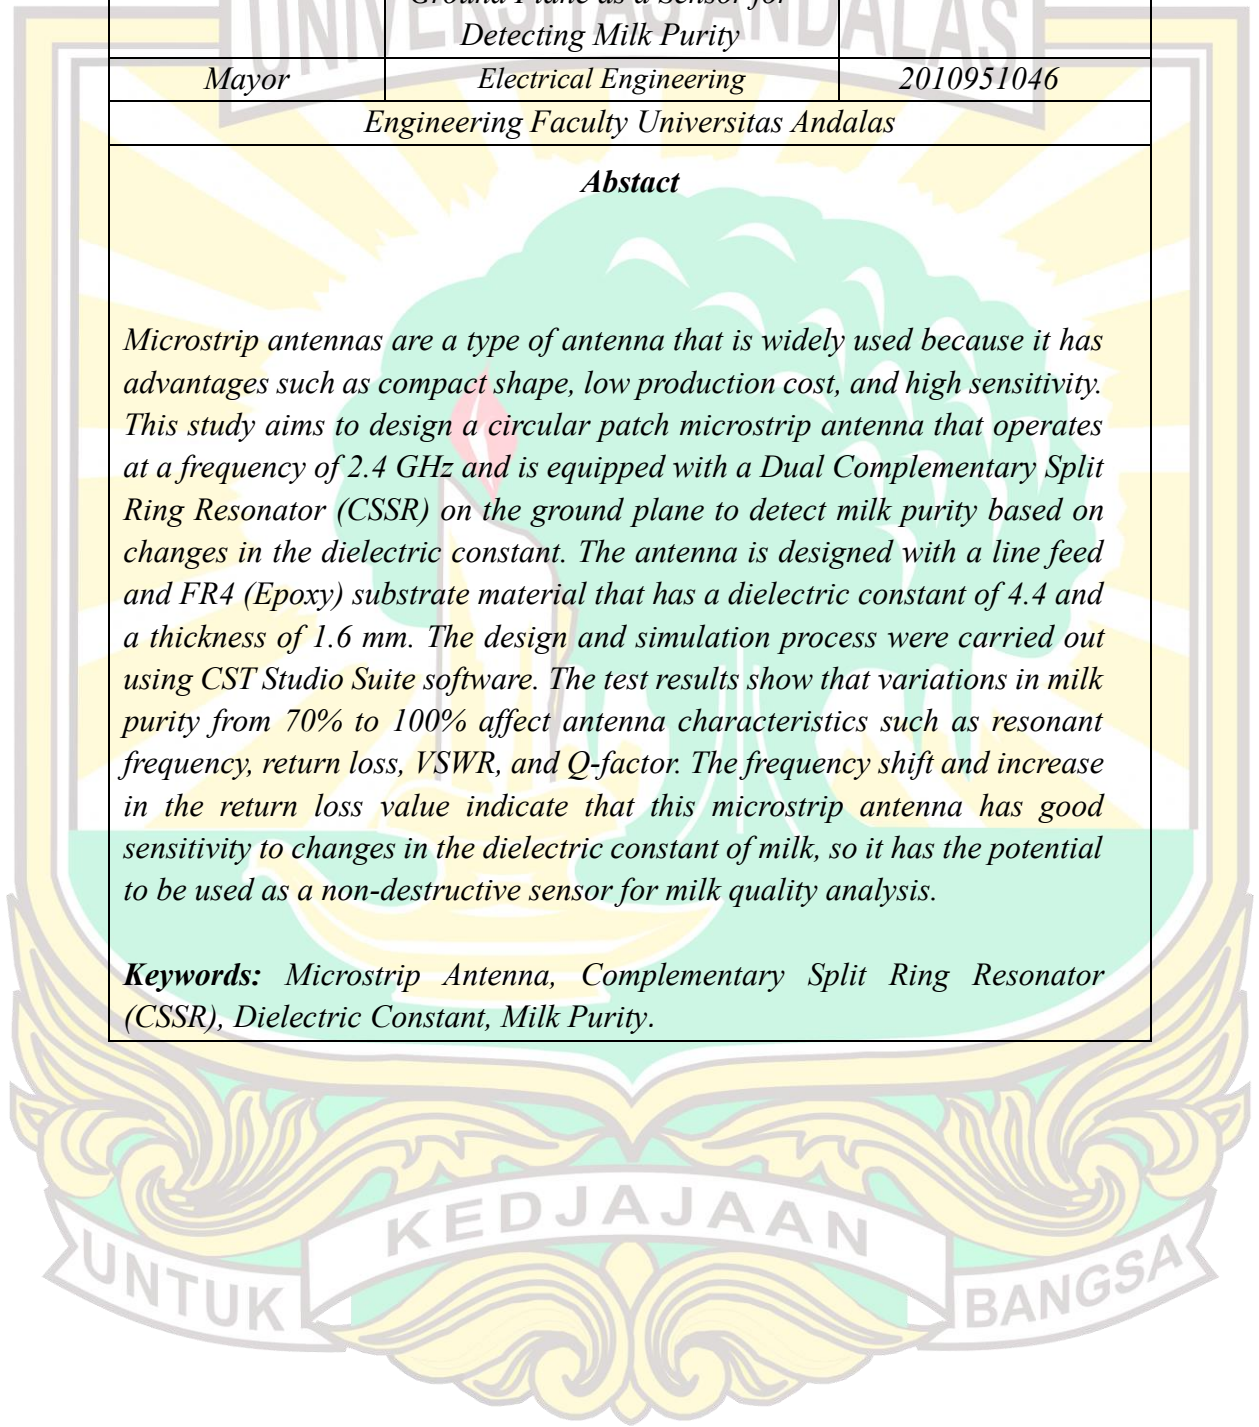 UNIVERSITAS ANDALAS
Ground Plane as a Sensor for
Detecting Milk Purity
Mayor
Electrical Engineering
2010951046
Engineering Faculty Universitas Andalas
Abstact
Microstrip antennas are a type of antenna that is widely used because it has
advantages such as compact shape, low production cost, and high sensitivity.
This study aims to design a circular patch microstrip antenna that operates
at a frequency of 2.4 GHz and is equipped with a Dual Complementary Split
Ring Resonator (CSSR) on the ground plane to detect milk purity based on
changes in the dielectric constant. The antenna is designed with a line feed
and FR4 (Epoxy) substrate material that has a dielectric constant of 4.4 and
a thickness of 1.6 mm. The design and simulation process were carried out
using CST Studio Suite software. The test results show that variations in milk
purity from 70% to 100% affect antenna characteristics such as resonant
frequency, return loss, VSWR, and Q-factor. The frequency shift and increase
in the return loss value indicate that this microstrip antenna has good
sensitivity to changes in the dielectric constant of milk, so it has the potential
to be used as a non-destructive sensor for milk quality analysis.
Keywords: Microstrip Antenna, Complementary Split Ring Resonator
(CSSR), Dielectric Constant, Milk Purity.
UNTUK KEDJAJAAN BANGSA